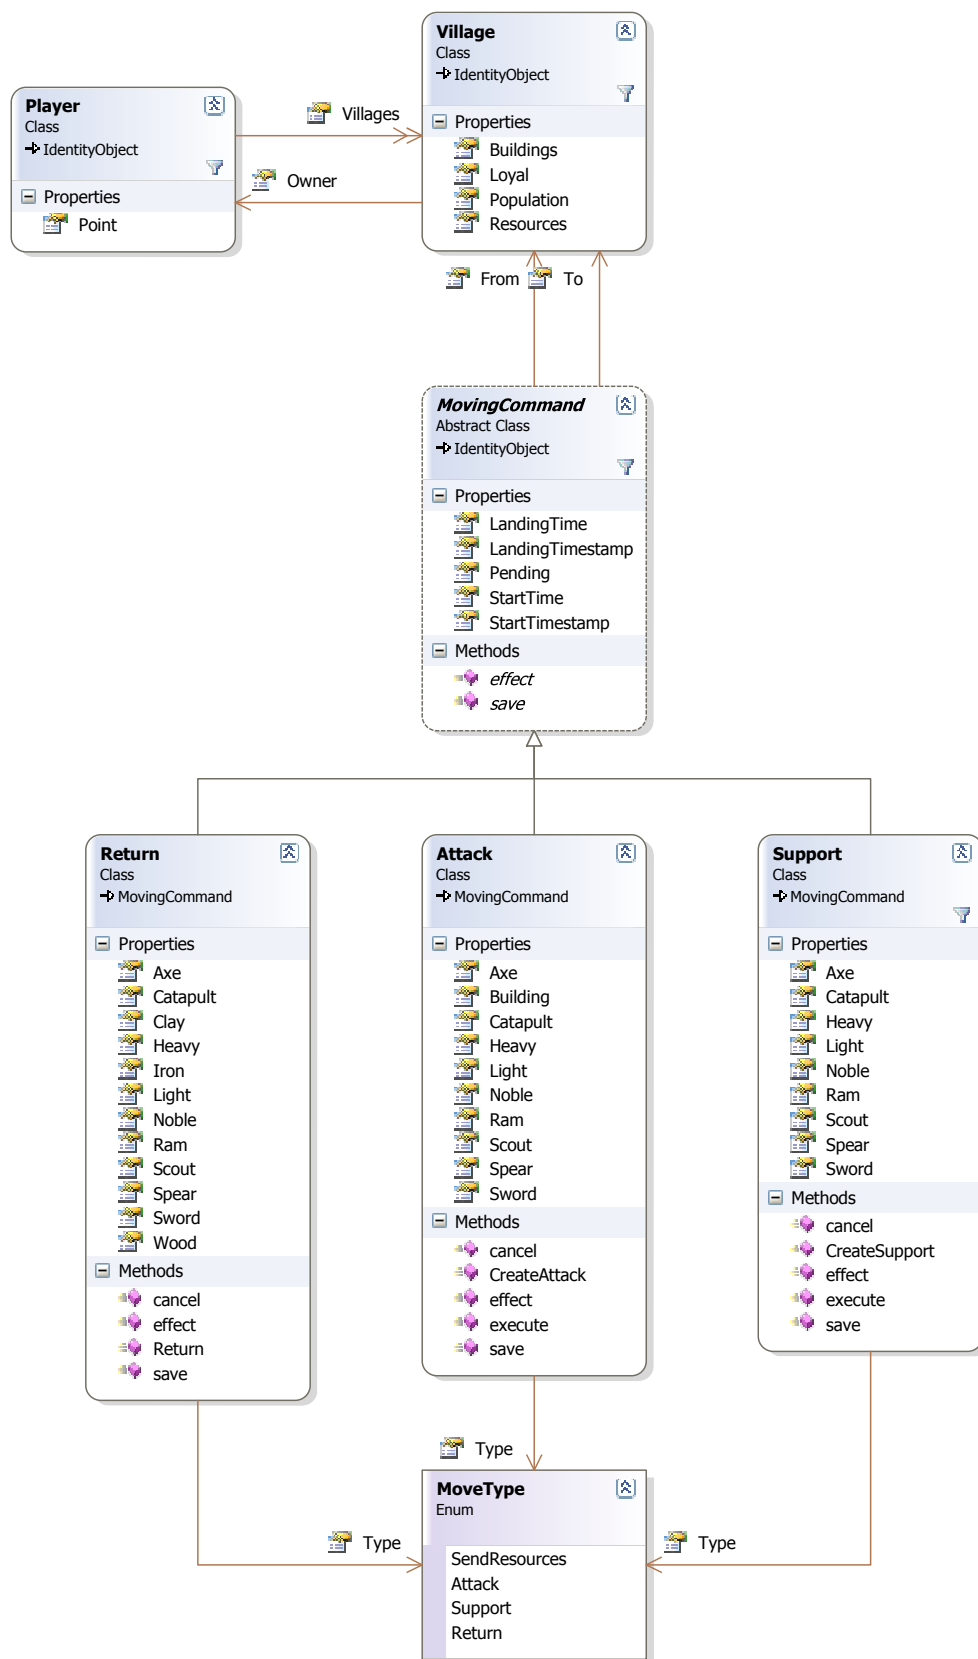 Village
Class
IdentityObject
Properties
Buildings
Loyal
Population
Resources
Player
Class
IdentityObject
Properties
Point
Villages
Owner
From
To
MovingCommand
Abstract Class
IdentityObject
Properties
LandingTime
LandingTimestamp
Pending
StartTime
StartTimestamp
Methods
effect
save
Return
Class
MovingCommand
Properties
Axe
Catapult
Clay
Heavy
Iron
Light
Noble
Ram
Scout
Spear
Sword
Wood
Methods
cancel
effect
Return
save
Attack
Class
MovingCommand
Properties
Axe
Building
Catapult
Heavy
Light
Noble
Ram
Scout
Spear
Sword
Methods
cancel
CreateAttack
effect
execute
save
Support
Class
MovingCommand
Properties
Axe
Catapult
Heavy
Light
Noble
Ram
Scout
Spear
Sword
Methods
cancel
CreateSupport
effect
execute
save
Type
Type
Type
MoveType
Enum
SendResources
Attack
Support
Return